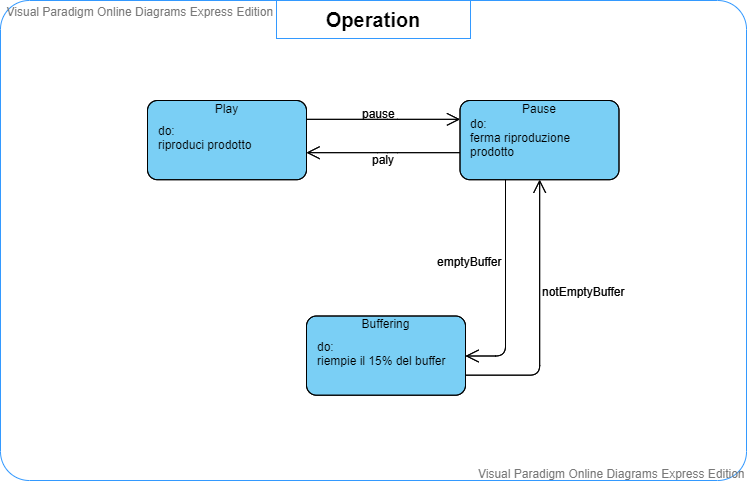 Visual Paradigm Online Diagrams Express Edition
Operation
Play
do:
riproduci prodotto
pause
paly
Pause
do:
ferma riproduzione
prodotto
emptyBuffer
notEmptyBuffer
Buffering
do:
riempie il 15% del buffer
Visual Paradigm Online Diagrams Express Edition